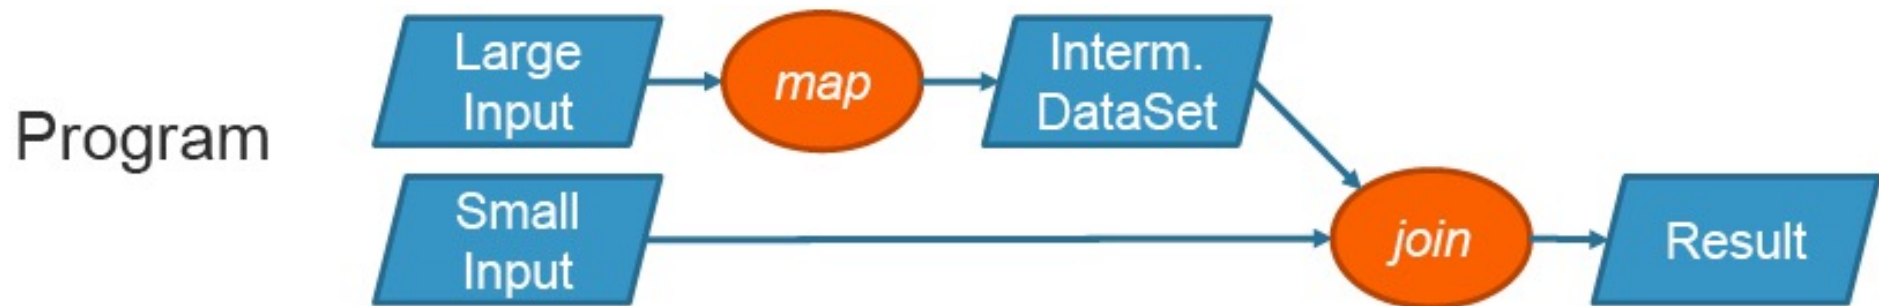 Program
Large
Input
map
Interm.
DataSet
Small
Input
join
Result